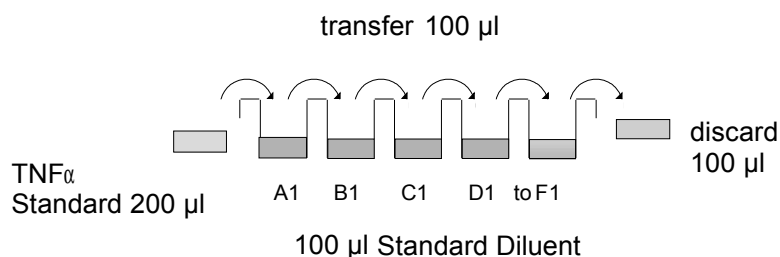 transfer 100 µl
discard
100 µl
TNFα
Standard 200 µl
A1 B1 C1 D1 to F1
100 µl Standard Diluent